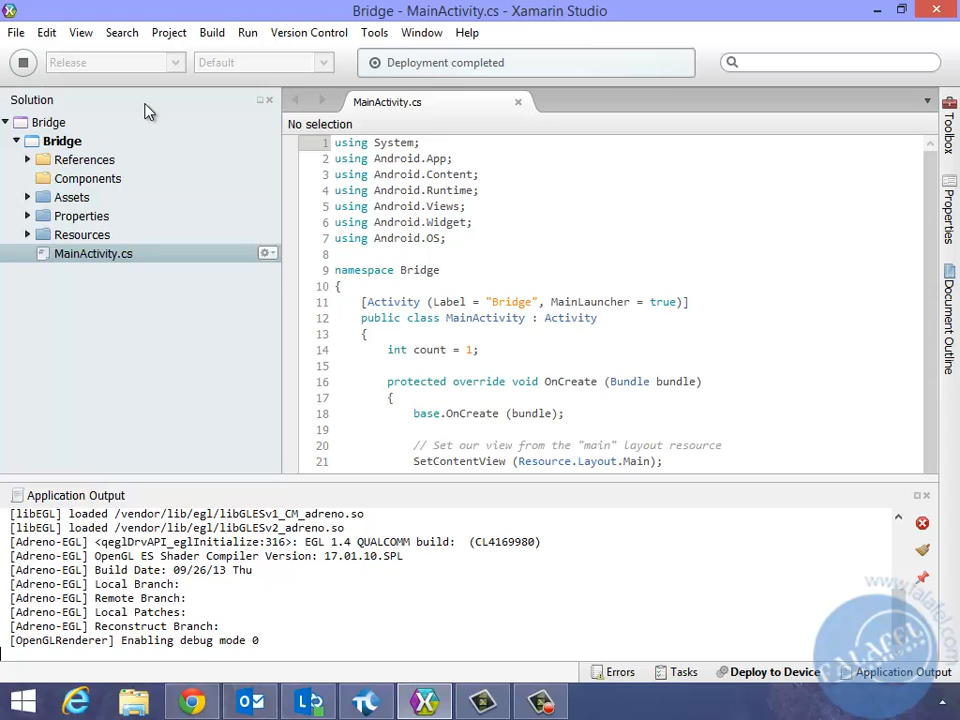 Bridge - MainActivity.cs - Xamarin Studio
File Edit View Search Project Build Run Version Control Tools Window Help
Release Default Deployment completed
Solution
MainActivity.cs
No selection
Bridge
Bridge
References
Components
Assets
Properties
Resources
MainActivity.cs
1 using System;
2 using Android.App;
3 using Android.Content;
4 using Android.Runtime;
5 using Android.Views;
6 using Android.Widget;
7 using Android.OS;
8
9 namespace Bridge
10 {
11 [Activity (Label = "Bridge", MainLauncher = true)]
12 public class MainActivity : Activity
13 {
14 int count = 1;
15
16 protected override void OnCreate (Bundle bundle)
17 {
18 base.OnCreate (bundle);
19
20 // Set our view from the "main" layout resource
21 SetContentView (Resource.Layout.Main);
Toolbox
Properties
Document Outline
Application Output
[libEGL] loaded /vendor/lib/egl/libGLESv1_CM_adreno.so
[libEGL] loaded /vendor/lib/egl/libGLESv2_adreno.so
[Adreno-EGL] <qeglDrvAPI_eglInitialize:316>: EGL 1.4 QUALCOMM build: (CL4169980)
[Adreno-EGL] OpenGL ES Shader Compiler Version: 17.01.10.SPL
[Adreno-EGL] Build Date: 09/26/13 Thu
[Adreno-EGL] Local Branch:
[Adreno-EGL] Remote Branch:
[Adreno-EGL] Local Patches:
[Adreno-EGL] Reconstruct Branch:
[OpenGLRenderer] Enabling debug mode 0
www.falafel.com
FALAFEL
Errors Tasks Deploy to Device Application Output